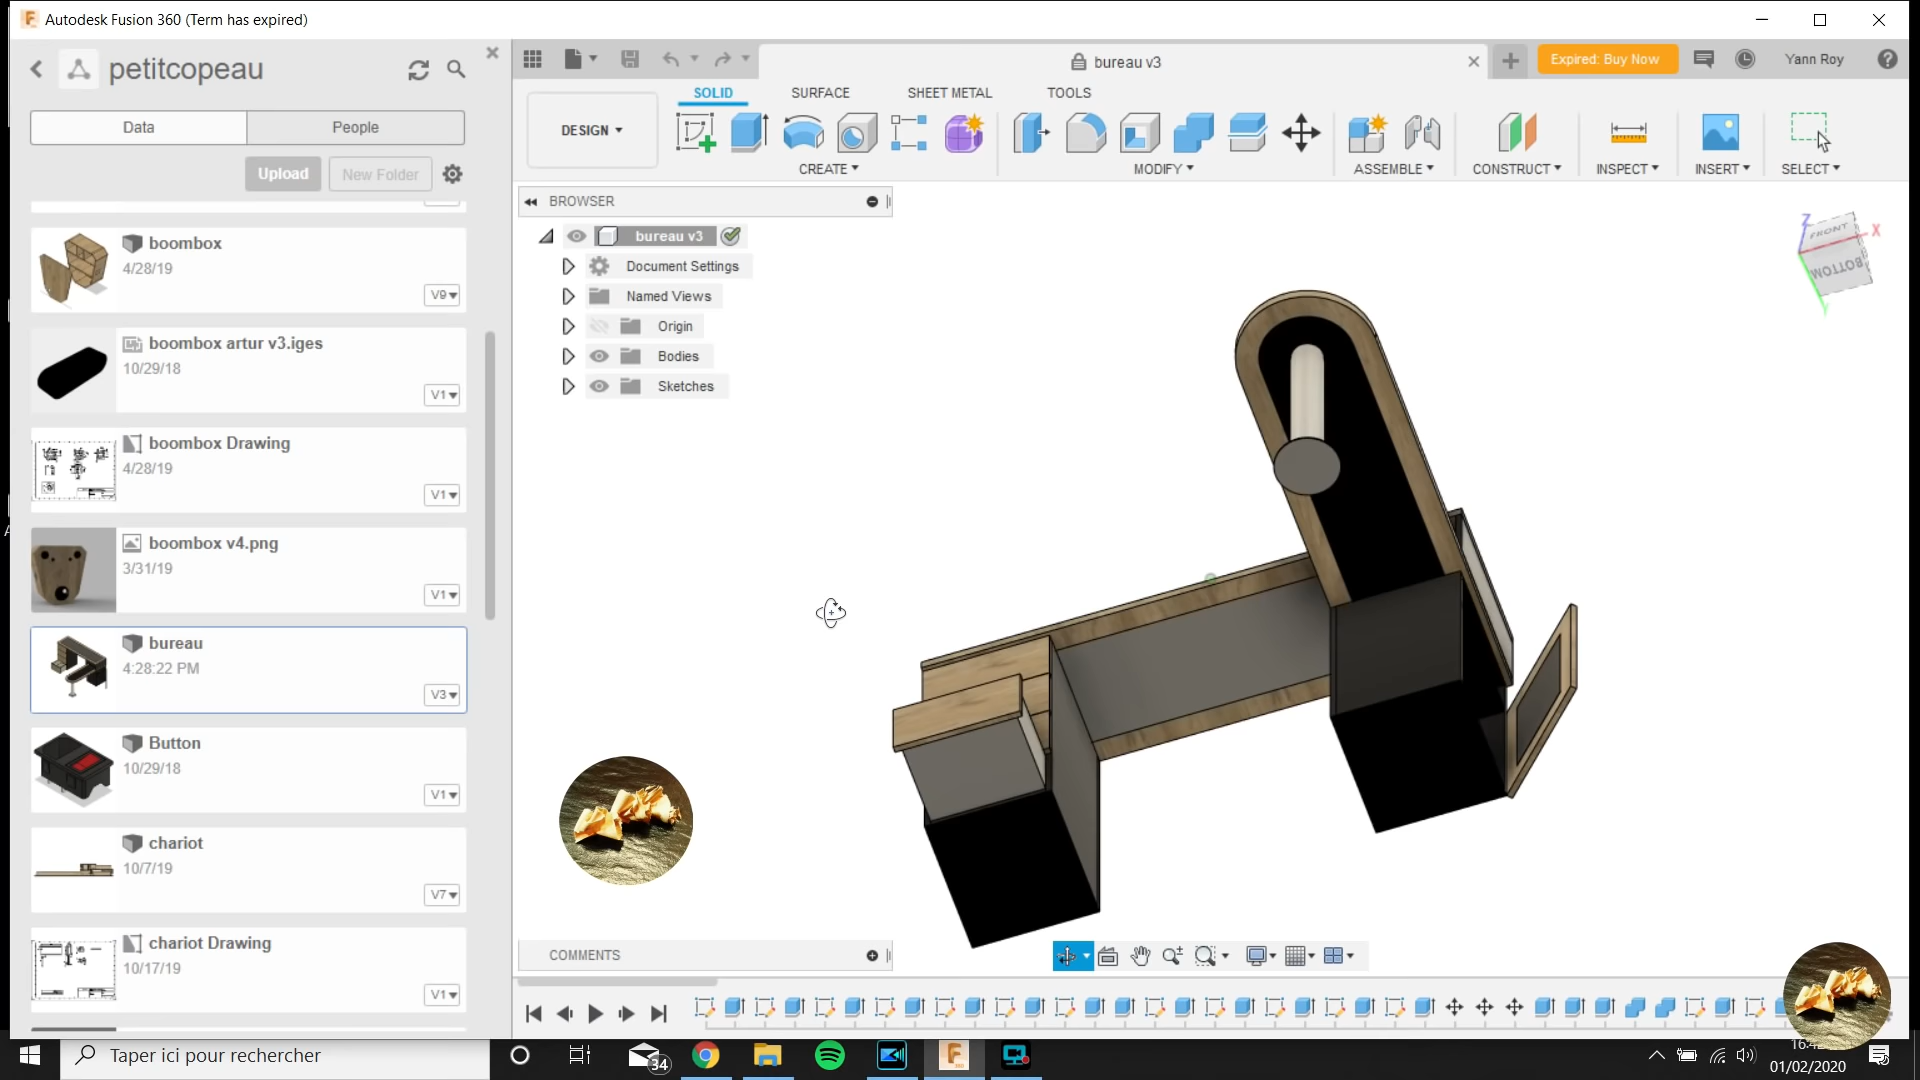 Autodesk Fusion 360 (Term has expired)
petitcopeau
Data
People
Upload
New Folder
boombox
4/28/19
V9
boombox artur v3.iges
10/29/18
V1
boombox Drawing
4/28/19
V1
boombox v4.png
3/31/19
V1
bureau
4:28:22 PM
V3
Button
10/29/18
V1
chariot
10/7/19
V7
chariot Drawing
10/17/19
V1
bureau v3
Expired: Buy Now
Yann Roy
SOLID
SURFACE
SHEET METAL
TOOLS
DESIGN
CREATE
MODIFY
ASSEMBLE
CONSTRUCT
INSPECT
INSERT
SELECT
BROWSER
bureau v3
Document Settings
Named Views
Origin
Bodies
Sketches
Z
X
FRONT
BOTTOM
Y
COMMENTS
Taper ici pour rechercher
34
01/02/2020